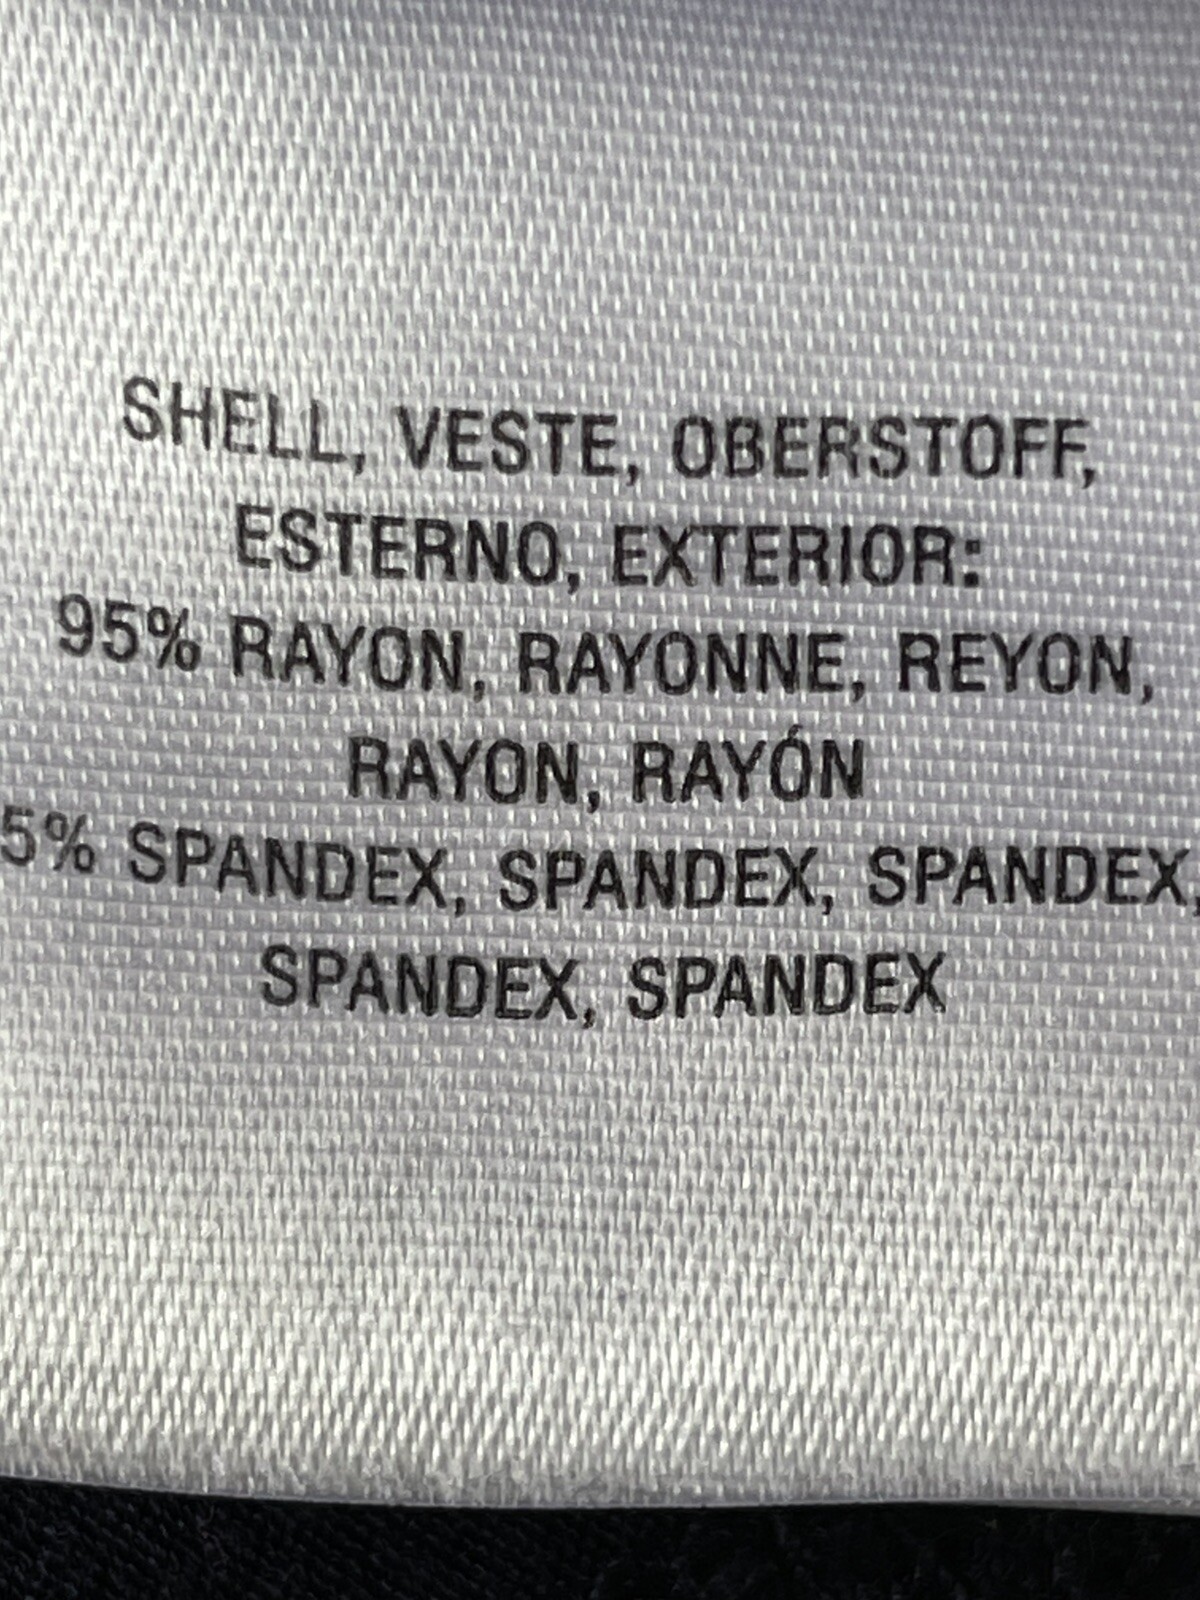 SHELL, VESTE, OBERSTOFF,
ESTERNO, EXTERIOR:
95% RAYON, RAYONNE, REYON,
RAYON, RAYÓN
5% SPANDEX, SPANDEX, SPANDEX,
SPANDEX, SPANDEX